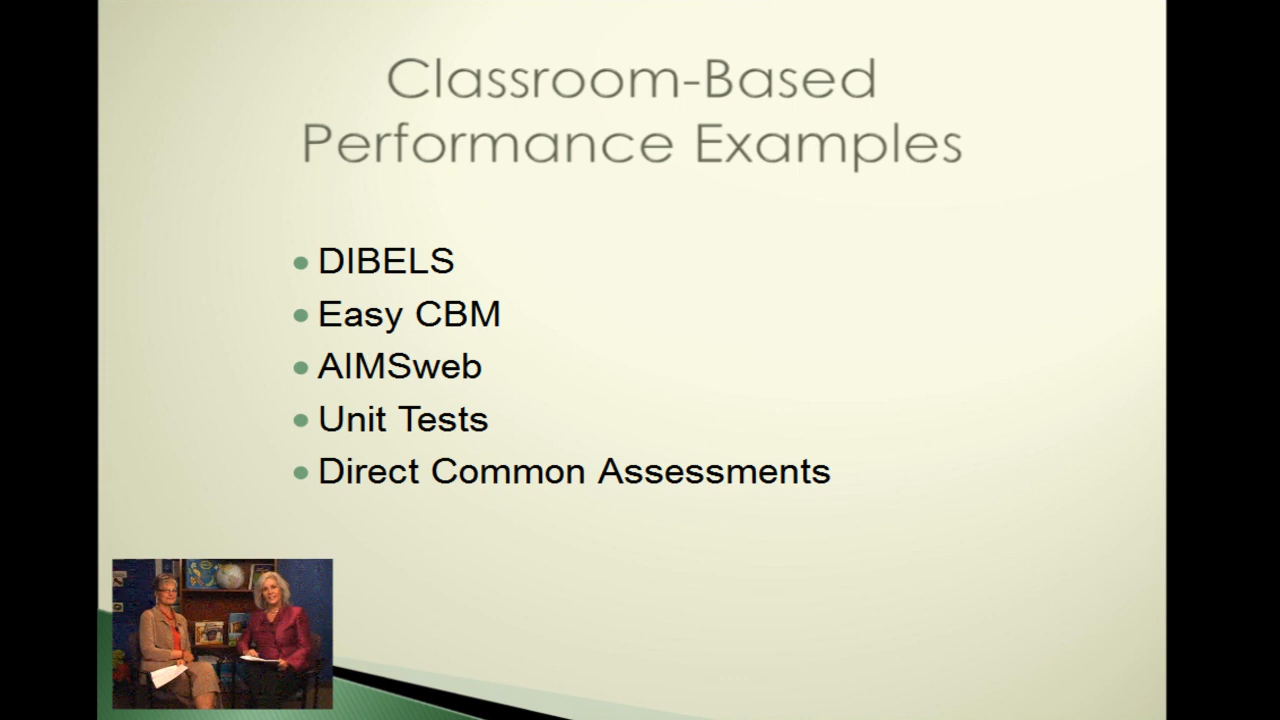 Classroom-Based
Performance Examples
DIBELS
Easy CBM
AIMSweb
Unit Tests
Direct Common Assessments